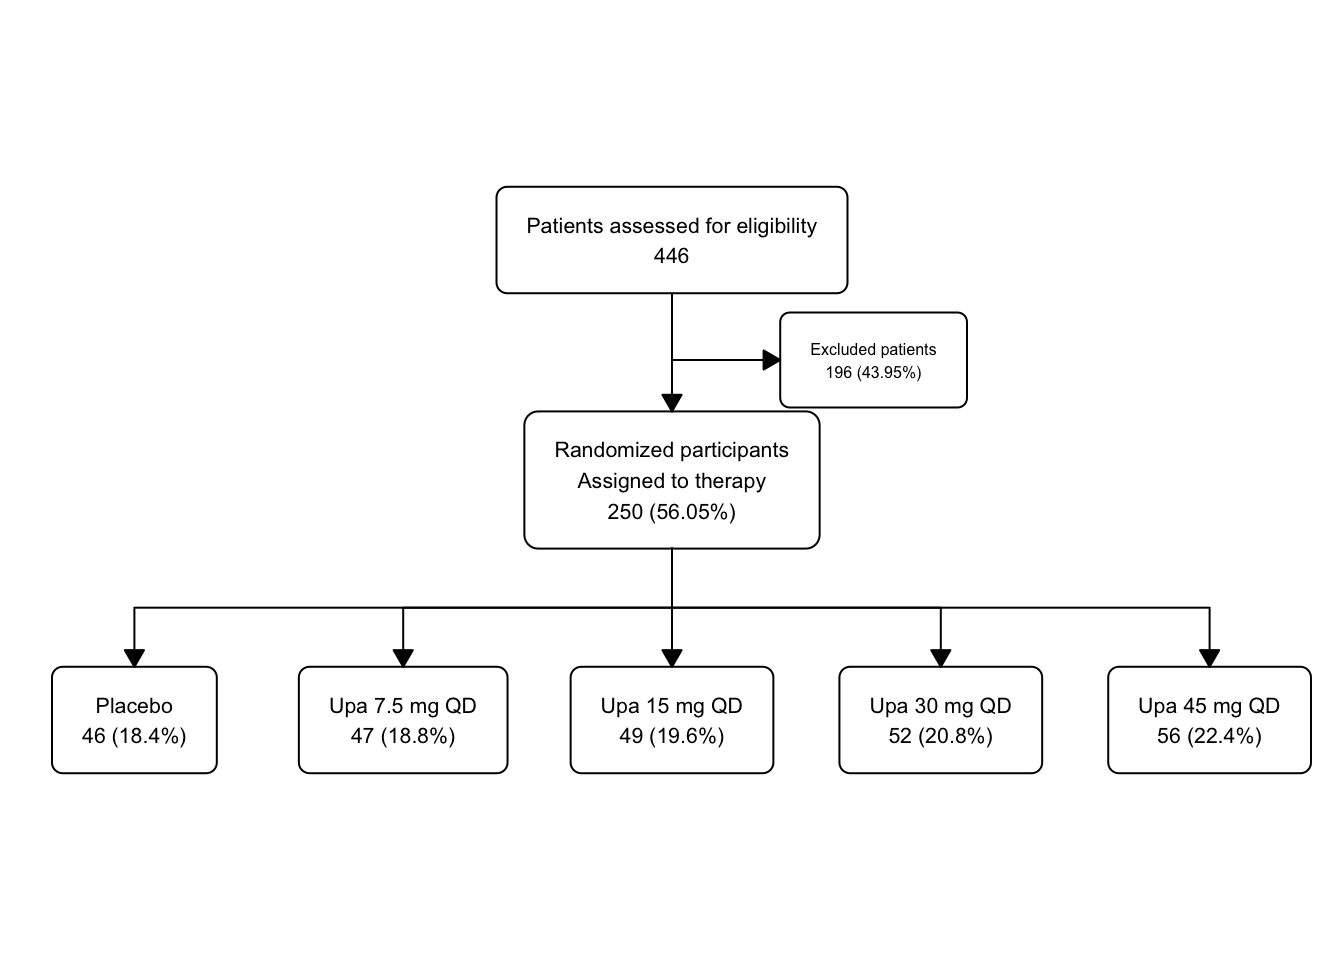 Patients assessed for eligibility
446
Excluded patients
196 (43.95%)
Randomized participants
Assigned to therapy
250 (56.05%)
Placebo
46 (18.4%)
Upa 7.5 mg QD
47 (18.8%)
Upa 15 mg QD
49 (19.6%)
Upa 30 mg QD
52 (20.8%)
Upa 45 mg QD
56 (22.4%)